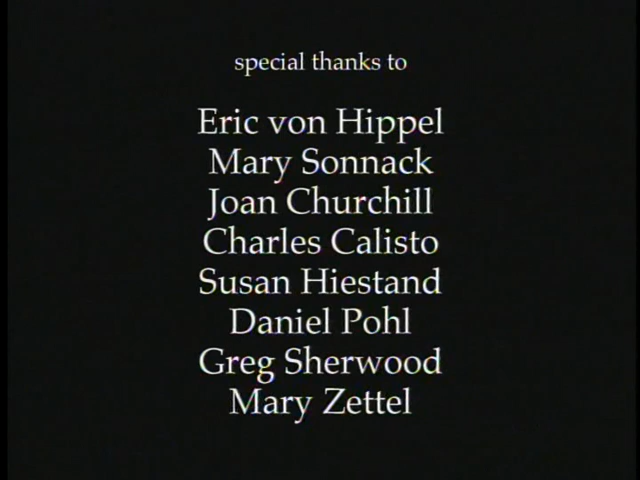 special thanks to
Eric von Hippel
Mary Sonnack
Joan Churchill
Charles Calisto
Susan Hiestand
Daniel Pohl
Greg Sherwood
Mary Zettel